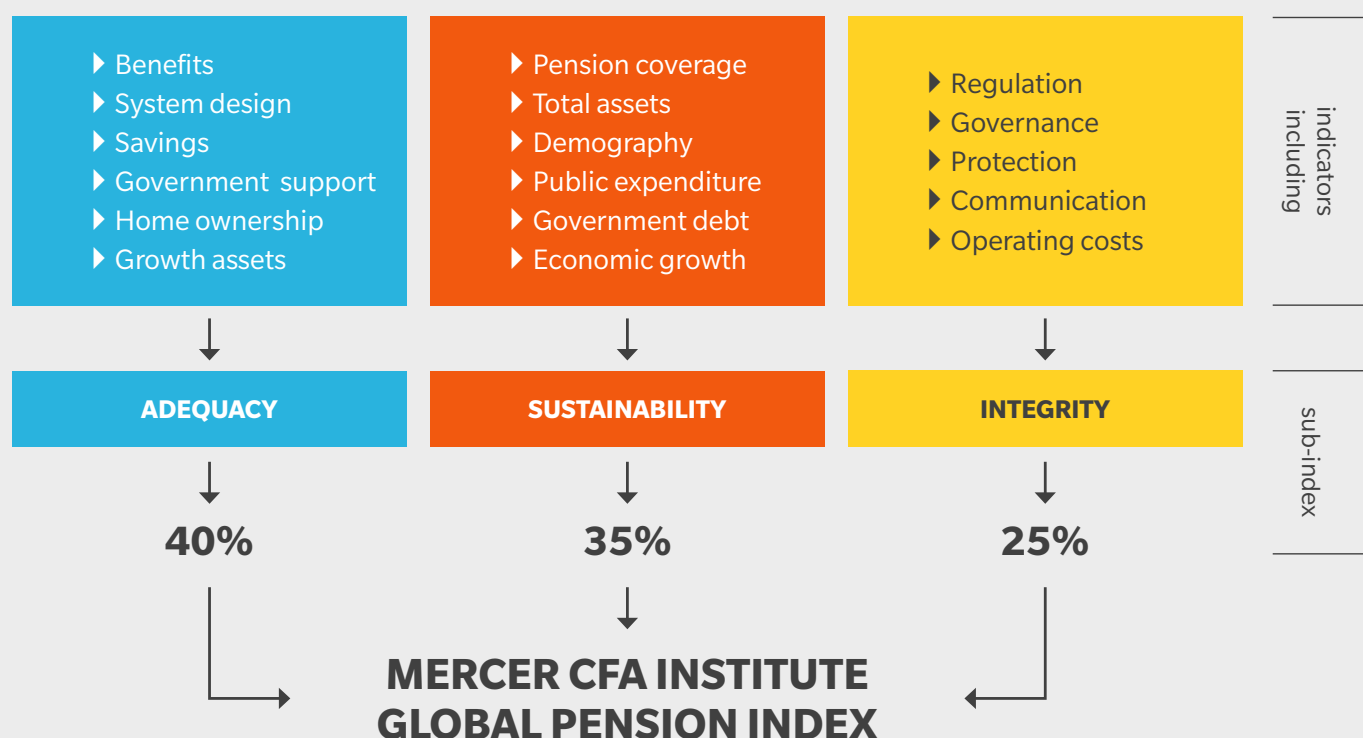 Benefits
System design
Savings
Government support
Home ownership
Growth assets
Pension coverage
Total assets
Demography
Public expenditure
Government debt
Economic growth
Regulation
Governance
Protection
Communication
Operating costs
indicators
including
ADEQUACY
SUSTAINABILITY
INTEGRITY
sub-index
40%
35%
25%
MERCER CFA INSTITUTE
GLOBAL PENSION INDEX